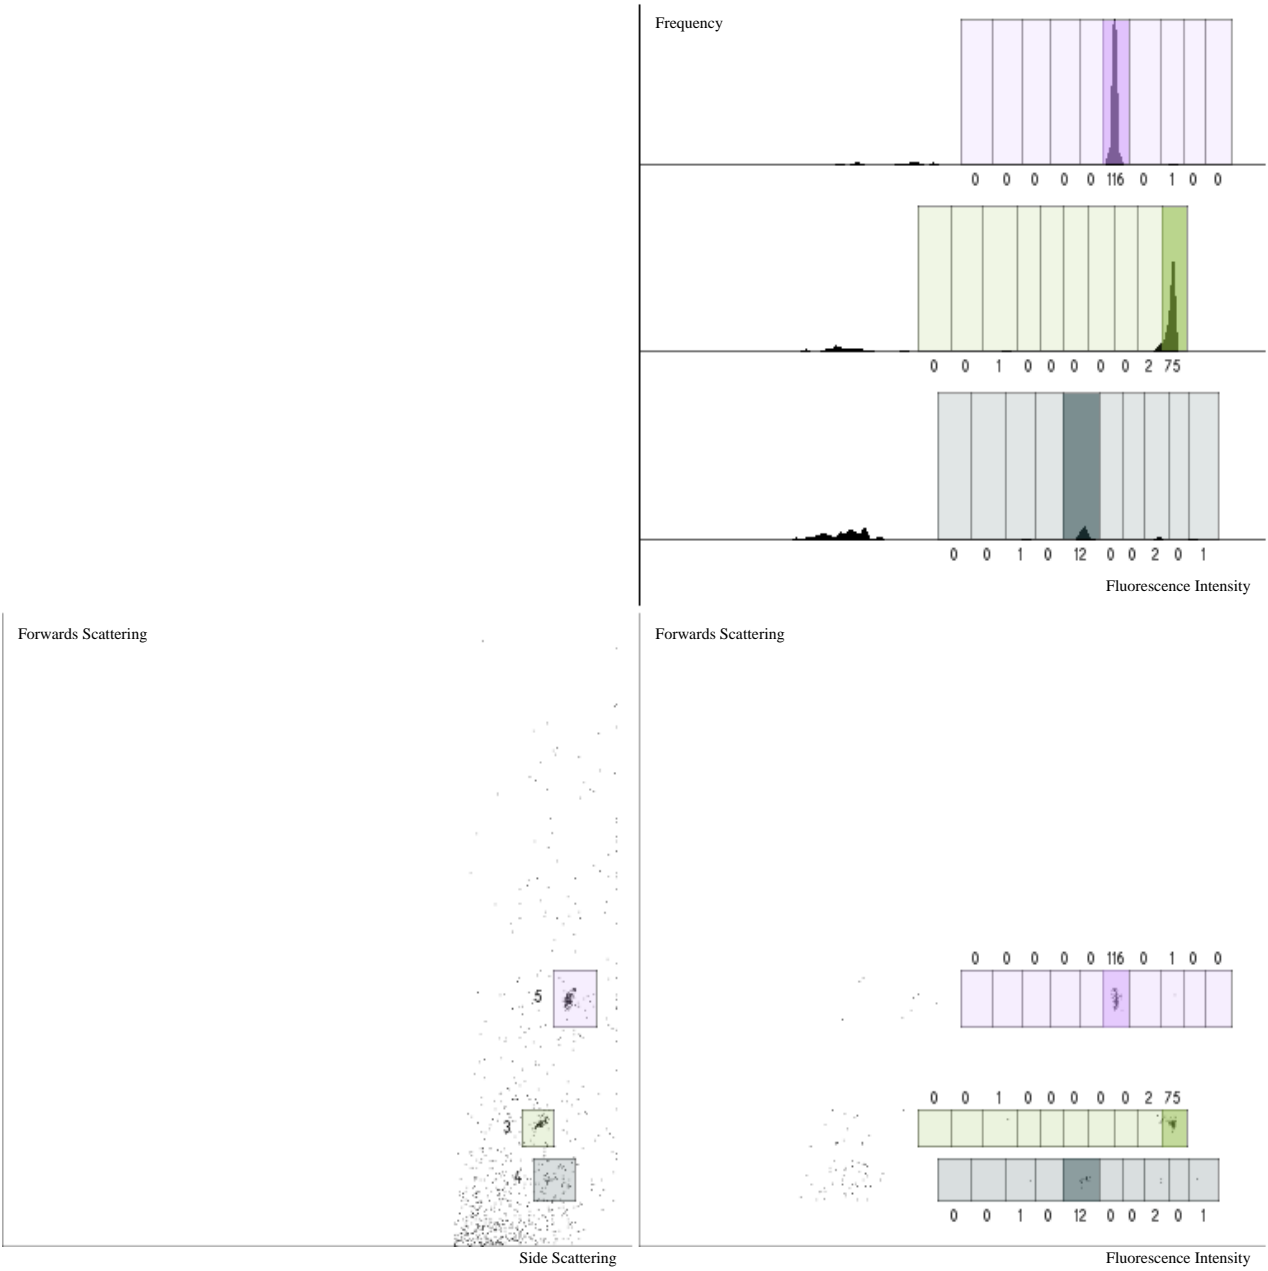 Frequency
0 0 0 0 0 116 0 1 0 0
0 0 1 0 0 0 0 0 2 75
0 0 1 0 12 0 0 2 0 1
Fluorescence Intensity
Forwards Scattering
5
3
4
Side Scattering
Forwards Scattering
0 0 0 0 0 116 0 1 0 0
0 0 1 0 0 0 0 0 2 75
0 0 1 0 12 0 0 2 0 1
Fluorescence Intensity